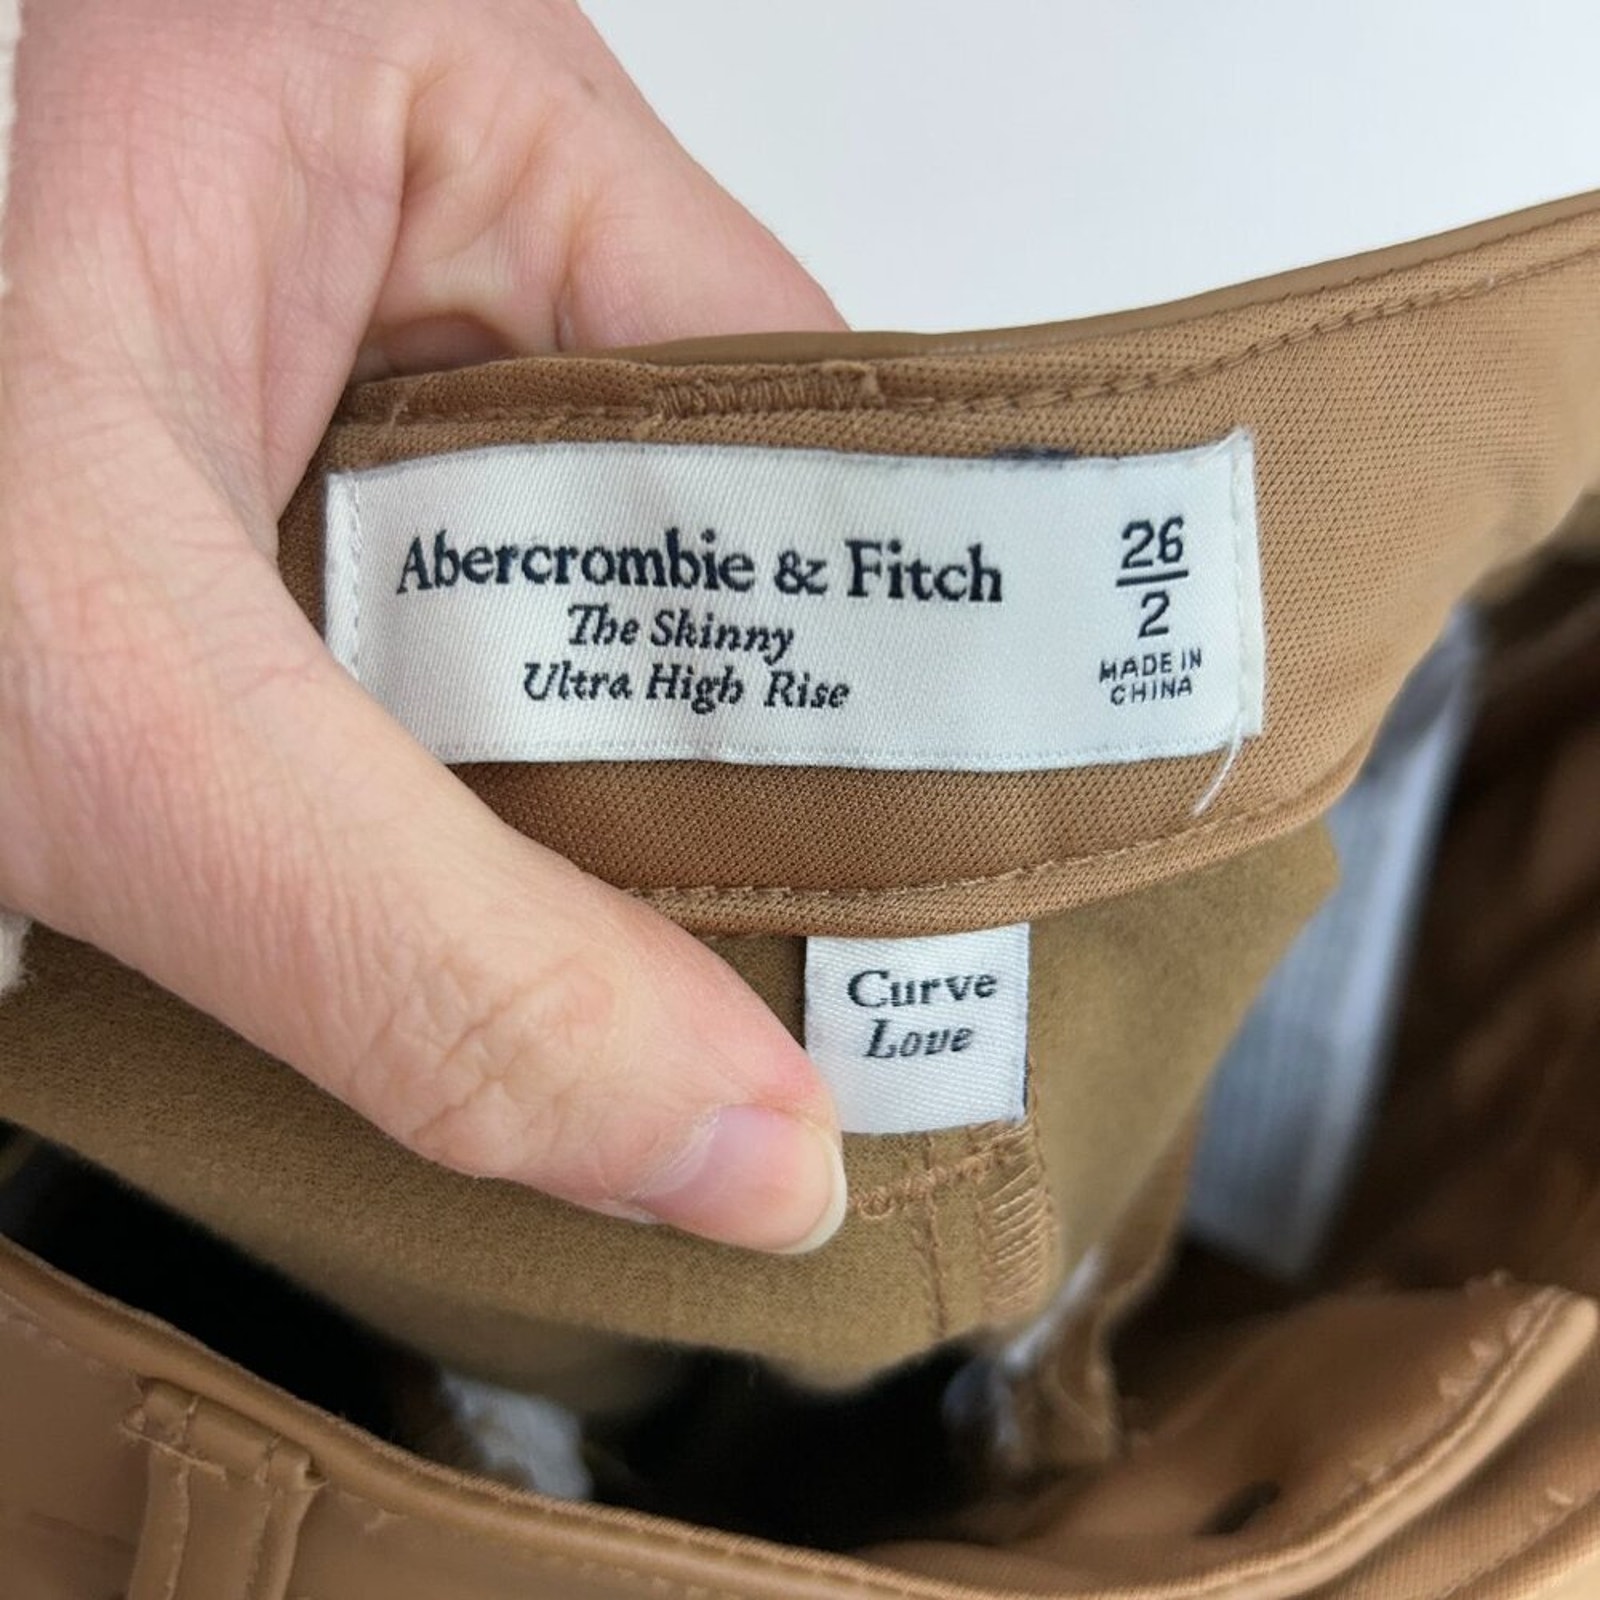 Abercrombie & Fitch
The Skinny
Ultra High Rise
26
2
MADE IN
CHINA
Curve
Love